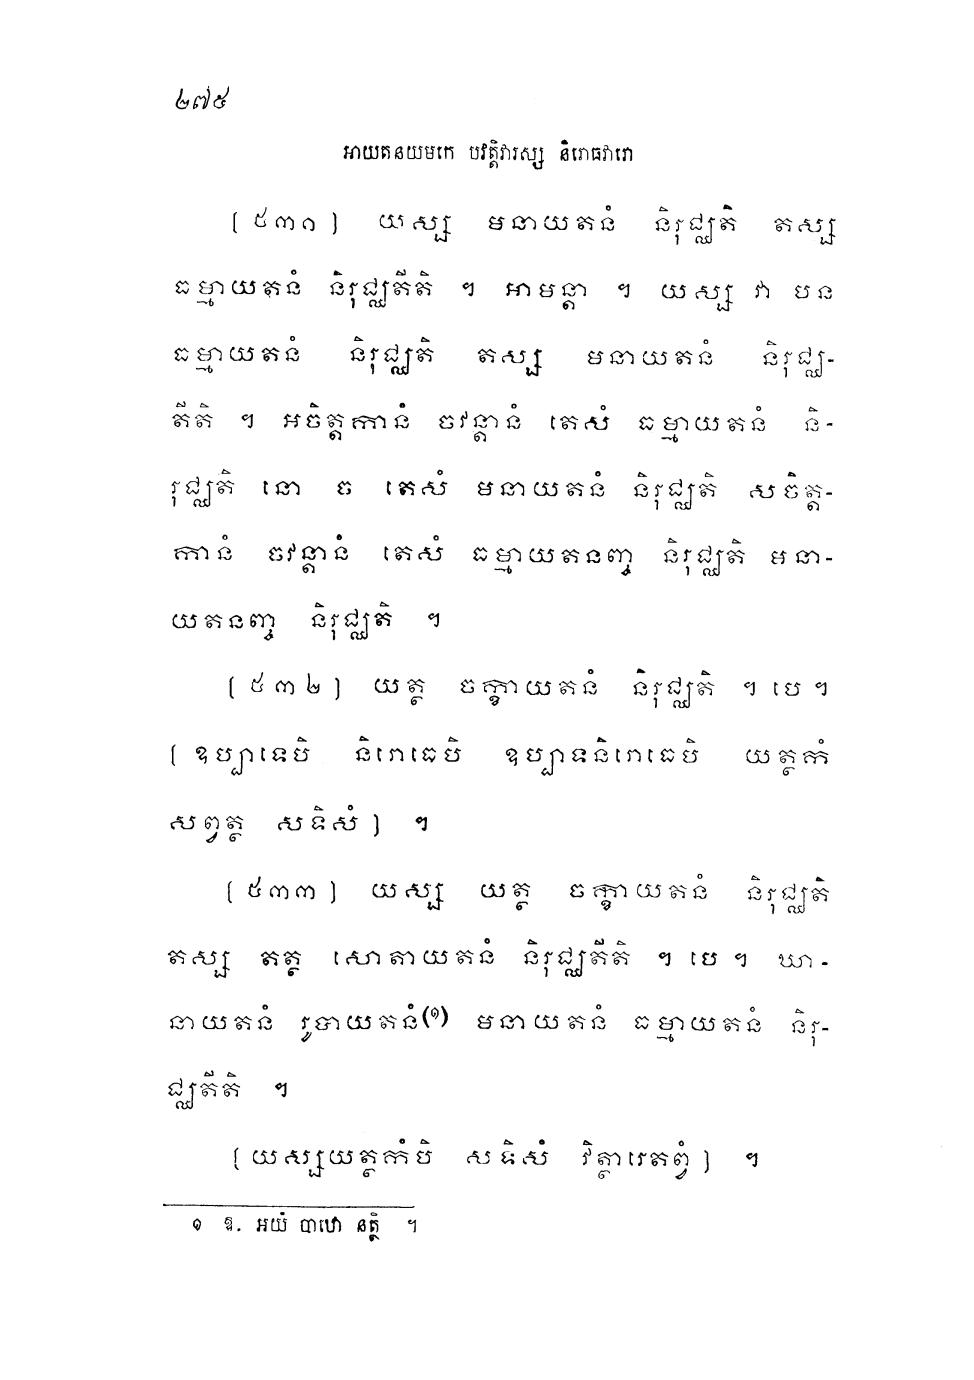 ២៧៥
អាយតនយមកេ បវត្តិវារស្ស និរោធវារោ
[ ៥៣១ ] យស្ស មនាយតនំ និរុជ្ឈតិ តស្ស
ធម្មាយតនំ និរុជ្ឈតីតិ ។ អាមន្តា ។ យស្ស វា បន
ធម្មាយតនំ និរុជ្ឈតិ តស្ស មនាយតនំ និរុជ្ឈ-
តីតិ ។ អចិត្តកានំ ចវន្តានំ តេសំ ធម្មាយតនំ និ-
រុជ្ឈតិ នោ ច តេសំ មនាយតនំ និរុជ្ឈតិ សចិត្ត-
កានំ ចវន្តានំ តេសំ ធម្មាយតនញ្ច និរុជ្ឈតិ មនា-
យតនញ្ច និរុជ្ឈតិ ។
[ ៥៣២ ] យត្ថ ចក្ខាយតនំ និរុជ្ឈតិ ។ បេ ។
[ ឧប្បាទេបិ និរោធេបិ ឧប្បាទនិរោធេបិ យត្ថកំ
សព្វត្ថ សទិសំ ] ។
[ ៥៣៣ ] យស្ស យត្ថ ចក្ខាយតនំ និរុជ្ឈតិ
តស្ស តត្ថ សោតាយតនំ និរុជ្ឈតីតិ ។ បេ ។ ឃា-
នាយតនំ រូបាយតនំ(១) មនាយតនំ ធម្មាយតនំ និរុ-
ជ្ឈតីតិ ។
[ យស្សយត្ថកំបិ សទិសំ វិត្ថារេតព្វំ ] ។
១ ឱ. អយំ បាឋោ នត្ថិ ។